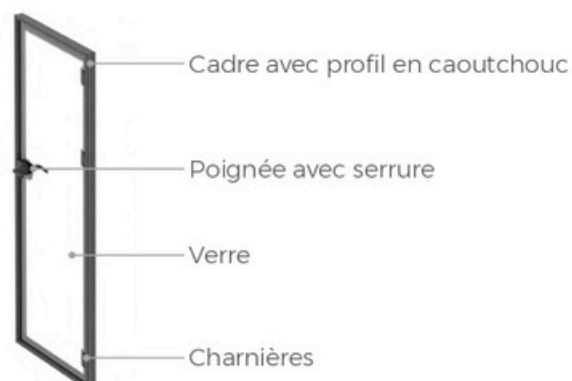 Cadre avec profil en caoutchouc
Poignée avec serrure
Verre
Charnières